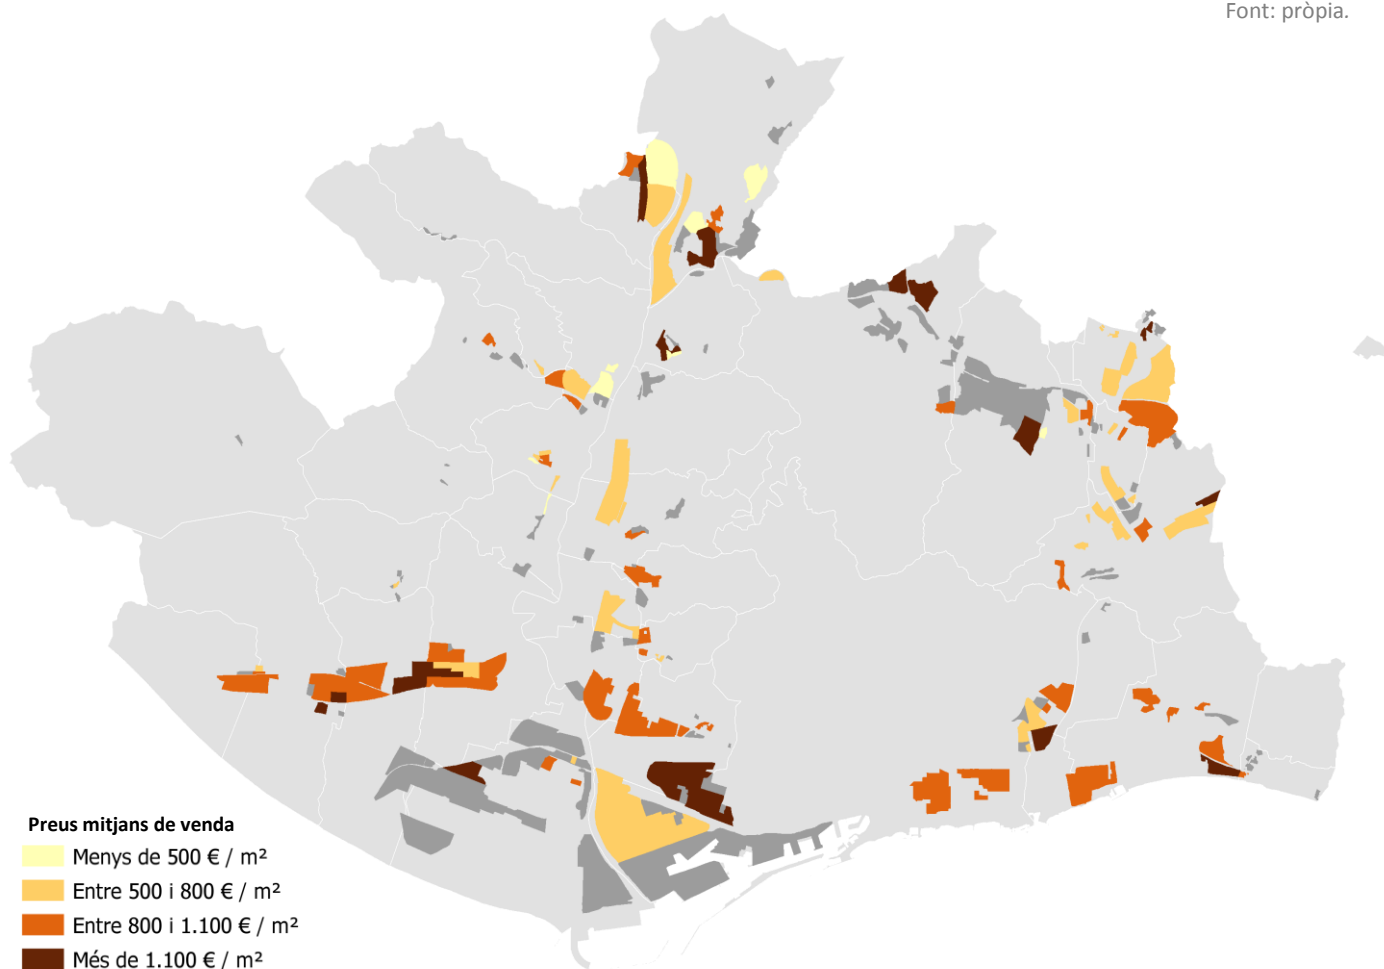 Font: pròpia.
Preus mitjans de venda
Menys de 500 € / m²
Entre 500 i 800 € / m²
Entre 800 i 1.100 € / m²
Més de 1.100 € / m²